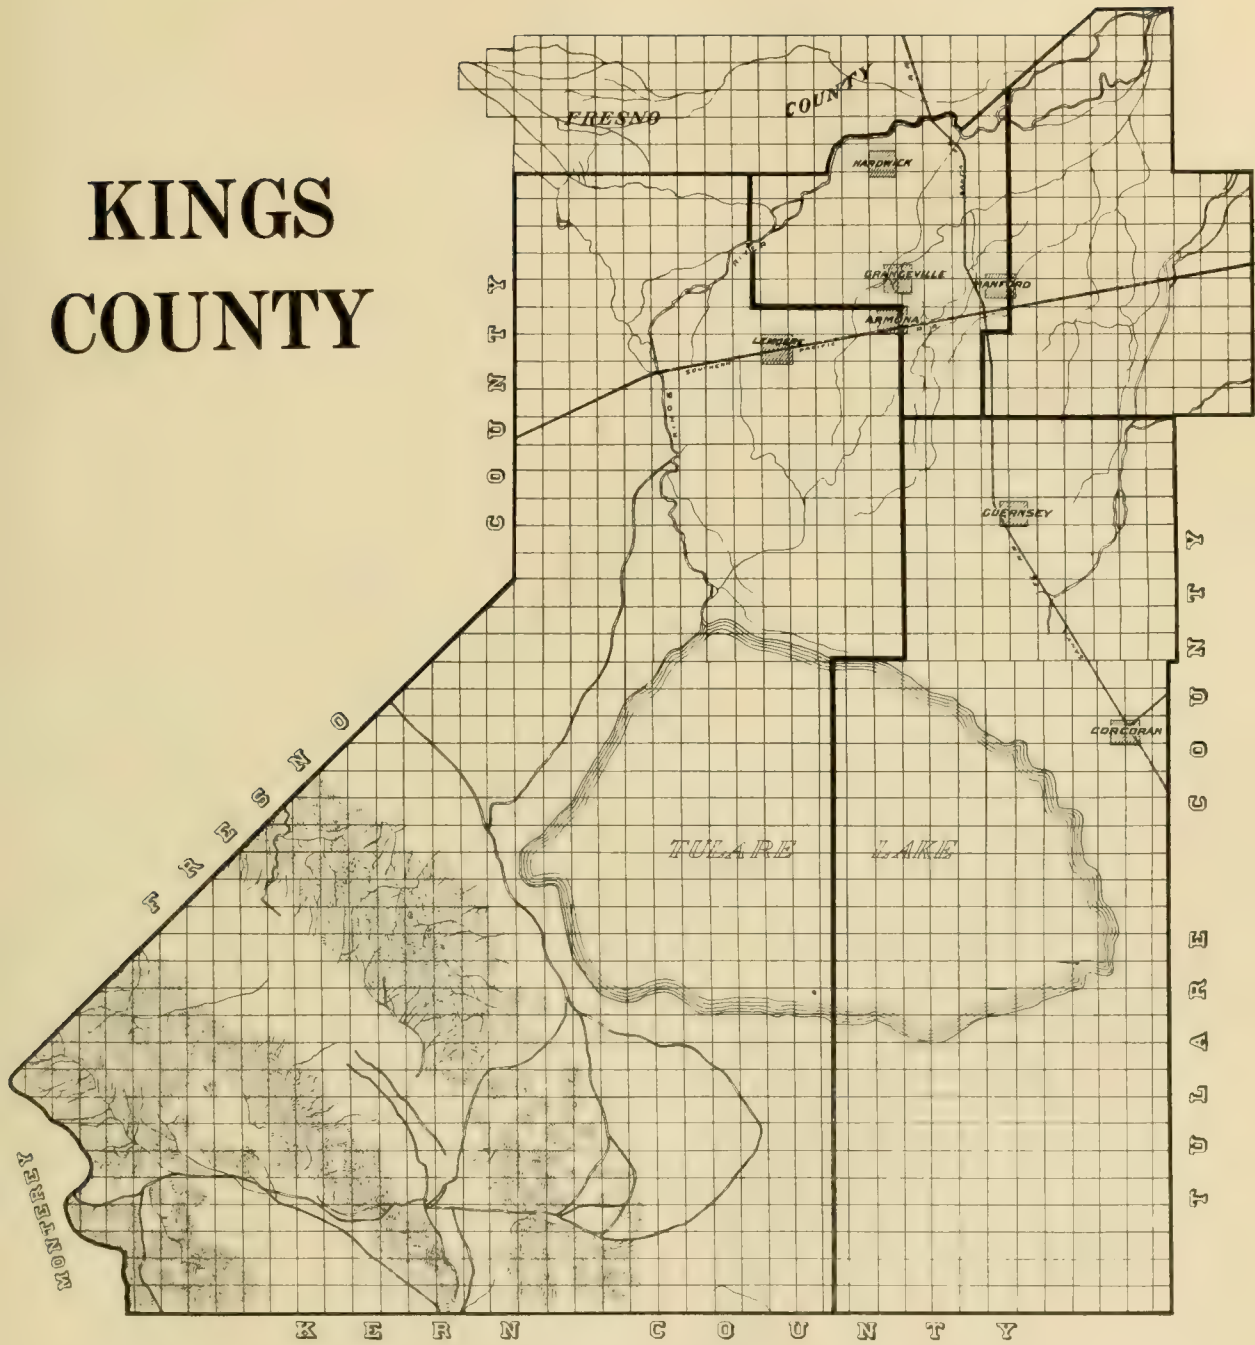 KINGS
COUNTY
FRESNO COUNTY
HARDWICK
RIVER
GRANGEVILLE
HANFORD
ARMONA
LEMOORE
SOUTHERN PACIFIC
KINGS
GUERNSEY
CORCORAN
TULARE LAKE
FRESNO COUNTY
TULARE COUNTY
MONTEREY
KERN COUNTY